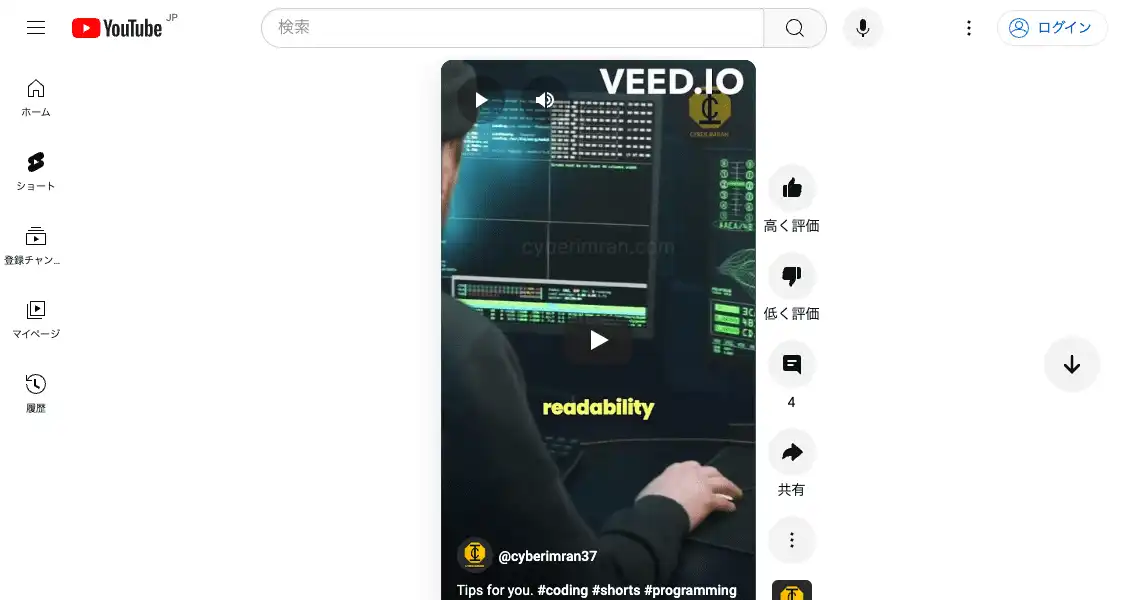 YouTube JP
検索
ログイン
ホーム
ショート
登録チャン...
マイページ
履歴
VEED.IO
CYBERIMRAN
cyberimran.com
readability
@cyberimran37
Tips for you. #coding #shorts #programming
高く評価
低く評価
4
共有